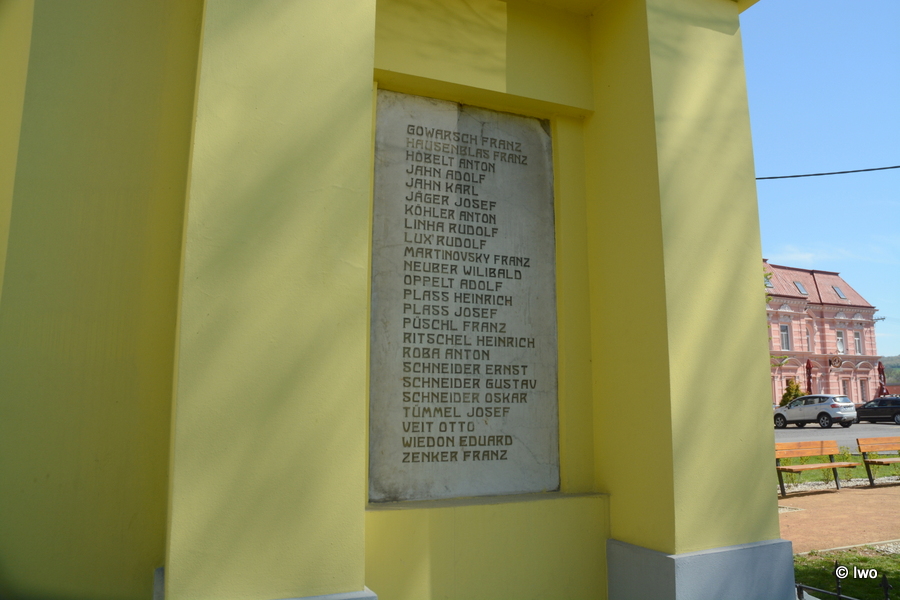 GOWARSCH FRANZ
HAUSENBLAS FRANZ
HÖBELT ANTON
JAHN ADOLF
JAHN KARL
JÄGER JOSEF
KÖHLER ANTON
LINHA RUDOLF
LUX RUDOLF
MARTINOVSKY FRANZ
NEUBER WILIBALD
OPPELT ADOLF
PLASS HEINRICH
PLASS JOSEF
PÜSCHL FRANZ
RITSCHEL HEINRICH
ROBA ANTON
SCHNEIDER ERNST
SCHNEIDER GUSTAV
SCHNEIDER OSKAR
TÜMMEL JOSEF
VEIT OTTO
WIEDON EDUARD
ZENKER FRANZ
© Iwo